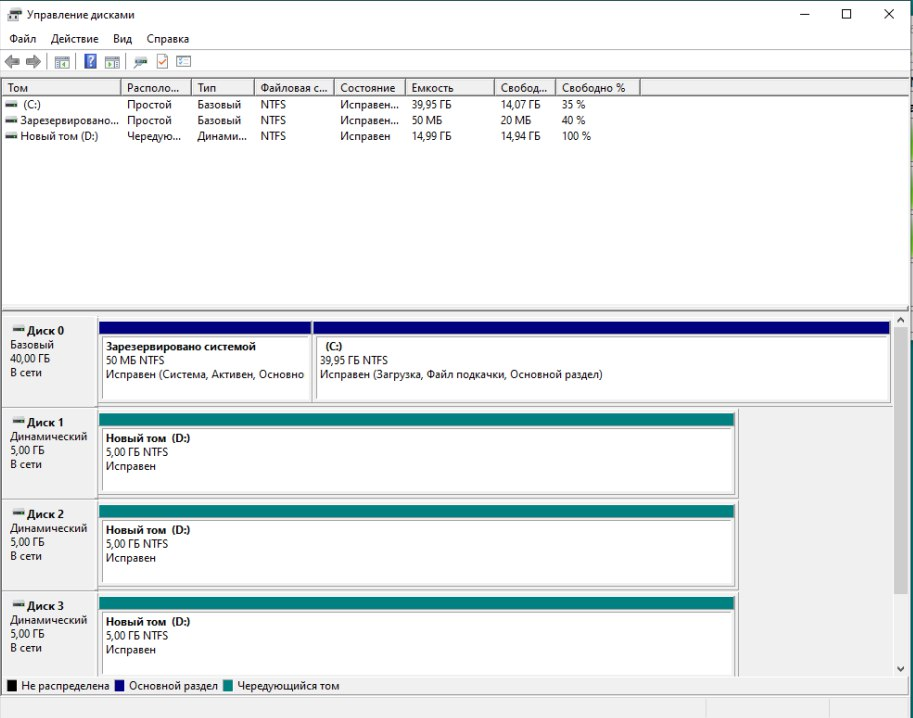 Управление дисками
Файл Действие Вид Справка
Том Располо... Тип Файловая с... Состояние Емкость Свобод... Свободно %
(C:) Простой Базовый NTFS Исправен... 39,95 ГБ 14,07 ГБ 35 %
Зарезервировано... Простой Базовый NTFS Исправен... 50 МБ 20 МБ 40 %
Новый том (D:) Чередую... Динами... NTFS Исправен 14,99 ГБ 14,94 ГБ 100 %
Диск 0
Базовый
40,00 ГБ
В сети
Зарезервировано системой
50 МБ NTFS
Исправен (Система, Активен, Основно
(C:)
39,95 ГБ NTFS
Исправен (Загрузка, Файл подкачки, Основной раздел)
Диск 1
Динамический
5,00 ГБ
В сети
Новый том (D:)
5,00 ГБ NTFS
Исправен
Диск 2
Динамический
5,00 ГБ
В сети
Новый том (D:)
5,00 ГБ NTFS
Исправен
Диск 3
Динамический
5,00 ГБ
В сети
Новый том (D:)
5,00 ГБ NTFS
Исправен
Не распределена Основной раздел Чередующийся том